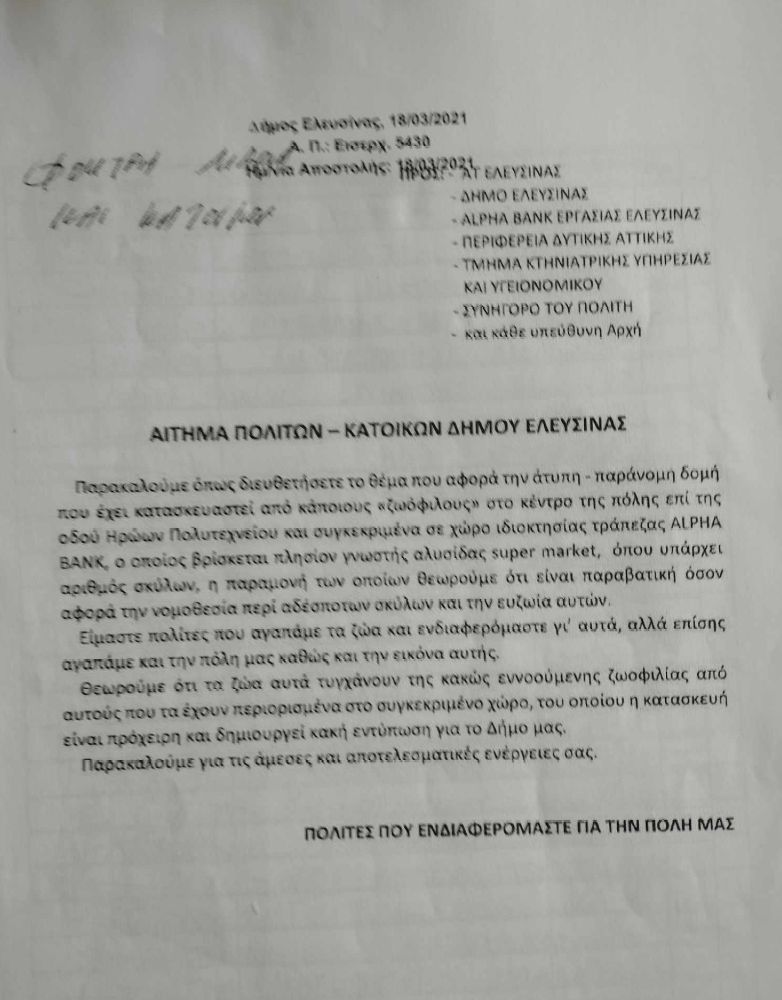 Δήμος Ελευσίνας, 18/03/2021
Α. Π.: Εισερχ. 5430
Ημ/νία Αποστολής: 18/03/2021
ΠΡΟΣ: - ΑΤ ΕΛΕΥΣΙΝΑΣ
- ΔΗΜΟ ΕΛΕΥΣΙΝΑΣ
- ALPHA BANK ΕΡΓΑΣΙΑΣ ΕΛΕΥΣΙΝΑΣ
- ΠΕΡΙΦΕΡΕΙΑ ΔΥΤΙΚΗΣ ΑΤΤΙΚΗΣ
- ΤΜΗΜΑ ΚΤΗΝΙΑΤΡΙΚΗΣ ΥΠΗΡΕΣΙΑΣ
ΚΑΙ ΥΓΕΙΟΝΟΜΙΚΟΥ
- ΣΥΝΗΓΟΡΟ ΤΟΥ ΠΟΛΙΤΗ
- και κάθε υπεύθυνη Αρχή
ΑΙΤΗΜΑ ΠΟΛΙΤΩΝ – ΚΑΤΟΙΚΩΝ ΔΗΜΟΥ ΕΛΕΥΣΙΝΑΣ
Παρακαλούμε όπως διευθετήσετε το θέμα που αφορά την άτυπη - παράνομη δομή
που έχει κατασκευαστεί από κάποιους «ζωόφιλους» στο κέντρο της πόλης επί της
οδού Ηρώων Πολυτεχνείου και συγκεκριμένα σε χώρο ιδιοκτησίας τράπεζας ALPHA
BANK, ο οποίος βρίσκεται πλησίον γνωστής αλυσίδας super market, όπου υπάρχει
αριθμός σκύλων, η παραμονή των οποίων θεωρούμε ότι είναι παραβατική όσον
αφορά την νομοθεσία περί αδέσποτων σκύλων και την ευζωία αυτών.
Είμαστε πολίτες που αγαπάμε τα ζώα και ενδιαφερόμαστε γι' αυτά, αλλά επίσης
αγαπάμε και την πόλη μας καθώς και την εικόνα αυτής.
Θεωρούμε ότι τα ζώα αυτά τυγχάνουν της κακώς εννοούμενης ζωοφιλίας από
αυτούς που τα έχουν περιορισμένα στο συγκεκριμένο χώρο, του οποίου η κατασκευή
είναι πρόχειρη και δημιουργεί κακή εντύπωση για το Δήμο μας.
Παρακαλούμε για τις άμεσες και αποτελεσματικές ενέργειες σας.
ΠΟΛΙΤΕΣ ΠΟΥ ΕΝΔΙΑΦΕΡΟΜΑΣΤΕ ΓΙΑ ΤΗΝ ΠΟΛΗ ΜΑΣ